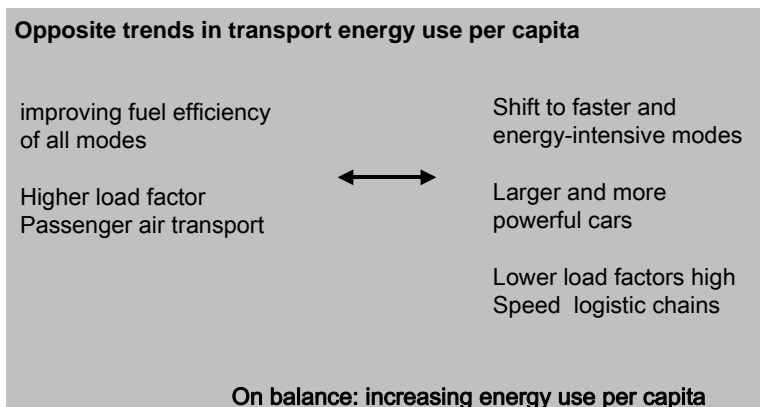 Opposite trends in transport energy use per capita
improving fuel efficiency
of all modes
Higher load factor
Passenger air transport
Shift to faster and
energy-intensive modes
Larger and more
powerful cars
Lower load factors high
Speed logistic chains
On balance: increasing energy use per capita